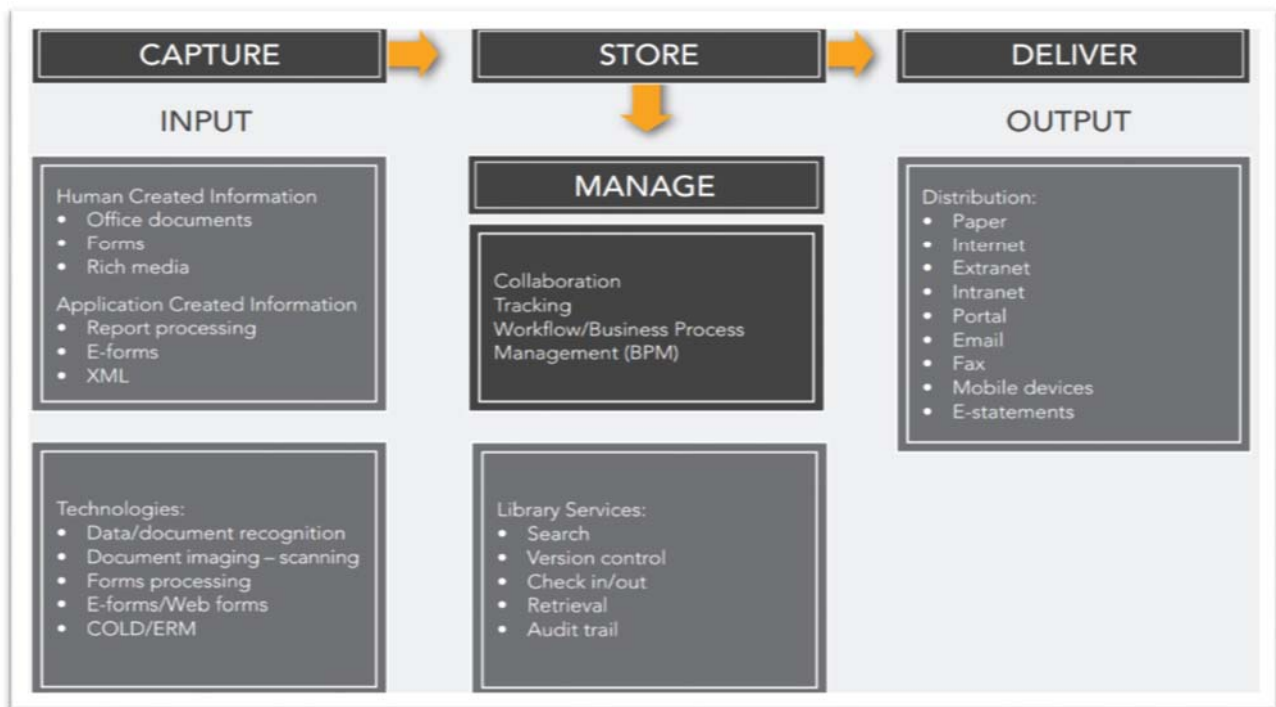 CAPTURE
STORE
DELIVER
INPUT
OUTPUT
Human Created Information
• Office documents
• Forms
• Rich media
Application Created Information
• Report processing
• E-forms
• XML
Technologies:
• Data/document recognition
• Document imaging – scanning
• Forms processing
• E-forms/Web forms
• COLD/ERM
MANAGE
Collaboration
Tracking
Workflow/Business Process
Management (BPM)
Library Services:
• Search
• Version control
• Check in/out
• Retrieval
• Audit trail
Distribution:
• Paper
• Internet
• Extranet
• Intranet
• Portal
• Email
• Fax
• Mobile devices
• E-statements